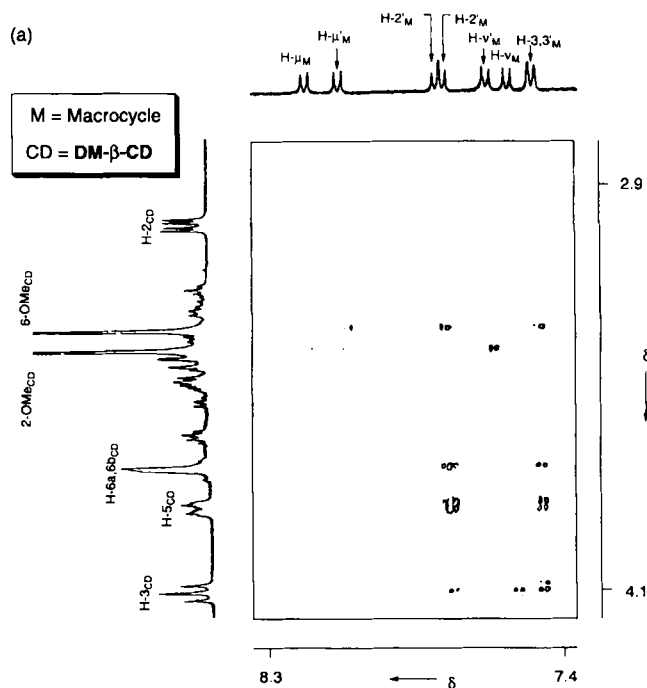 (a)
H-μM
H-μ'M
H-2'M
H-2'M
H-ν'M
H-νM
H-3,3'M
M = Macrocycle
CD = DM-β-CD
H-2CD
6-OMeCD
2-OMeCD
H-6a,6bCD
H-5CD
H-3CD
2.9
δ
4.1
8.3
δ
7.4